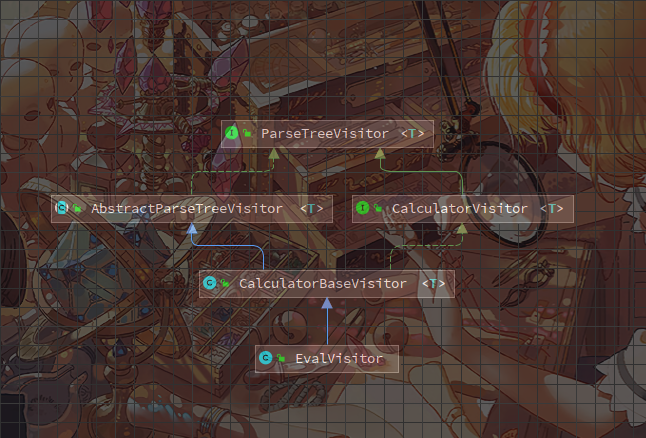 I ParseTreeVisitor <T>
C AbstractParseTreeVisitor <T>
I CalculatorVisitor <T>
C CalculatorBaseVisitor <T>
C EvalVisitor